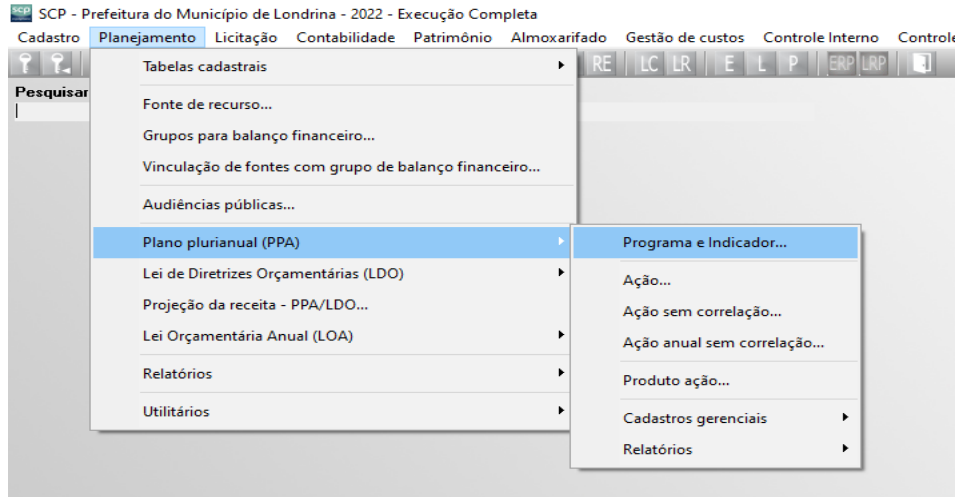 scp SCP - Prefeitura do Município de Londrina - 2022 - Execução Completa
Cadastro Planejamento Licitação Contabilidade Patrimônio Almoxarifado Gestão de custos Controle Interno Controle
RE LC LR E L P ERP LRP
Pesquisar
Tabelas cadastrais
Fonte de recurso...
Grupos para balanço financeiro...
Vinculação de fontes com grupo de balanço financeiro...
Audiências públicas...
Plano plurianual (PPA)
Lei de Diretrizes Orçamentárias (LDO)
Projeção da receita - PPA/LDO...
Lei Orçamentária Anual (LOA)
Relatórios
Utilitários
Programa e Indicador...
Ação...
Ação sem correlação...
Ação anual sem correlação...
Produto ação...
Cadastros gerenciais
Relatórios